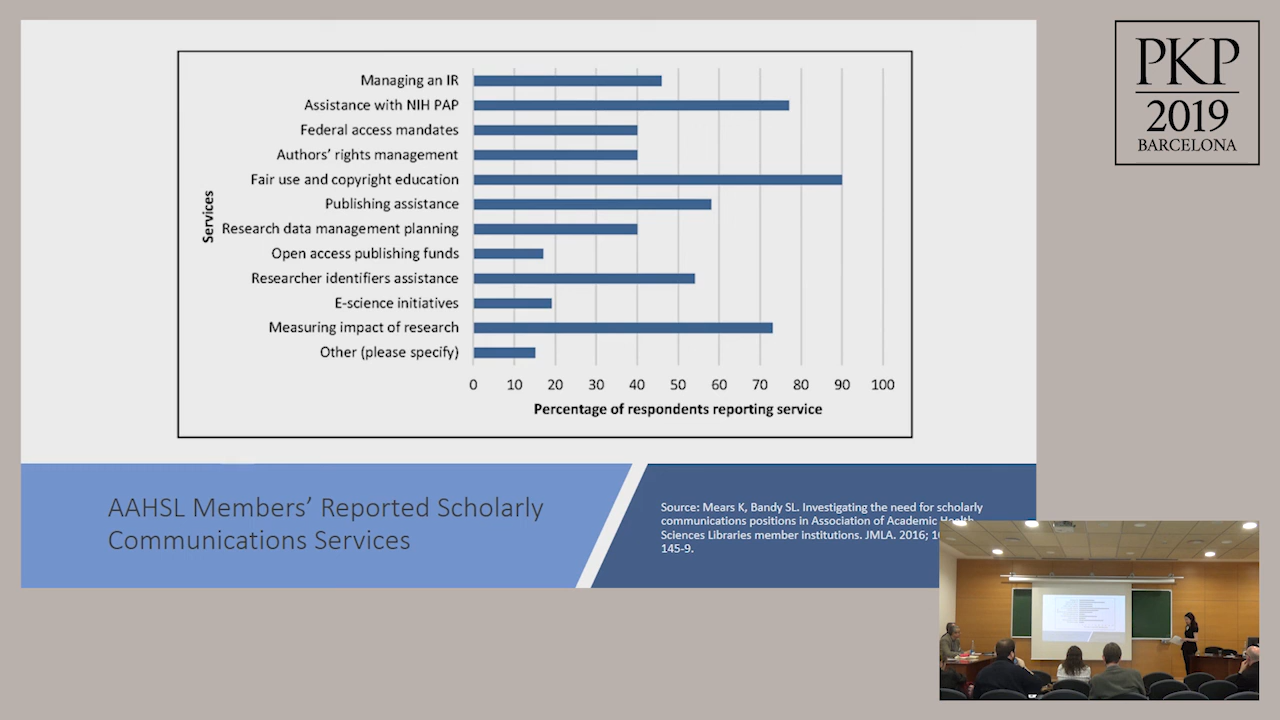 Managing an IR
Assistance with NIH PAP
Federal access mandates
Authors' rights management
Fair use and copyright education
Publishing assistance
Research data management planning
Open access publishing funds
Researcher identifiers assistance
E-science initiatives
Measuring impact of research
Other (please specify)
Services
0 10 20 30 40 50 60 70 80 90 100
Percentage of respondents reporting service
AAHSL Members' Reported Scholarly
Communications Services
Source: Mears K, Bandy SL. Investigating the need for scholarly
communications positions in Association of Academic Health
Sciences Libraries member institutions. JMLA. 2016;
145-9.
PKP
2019
BARCELONA